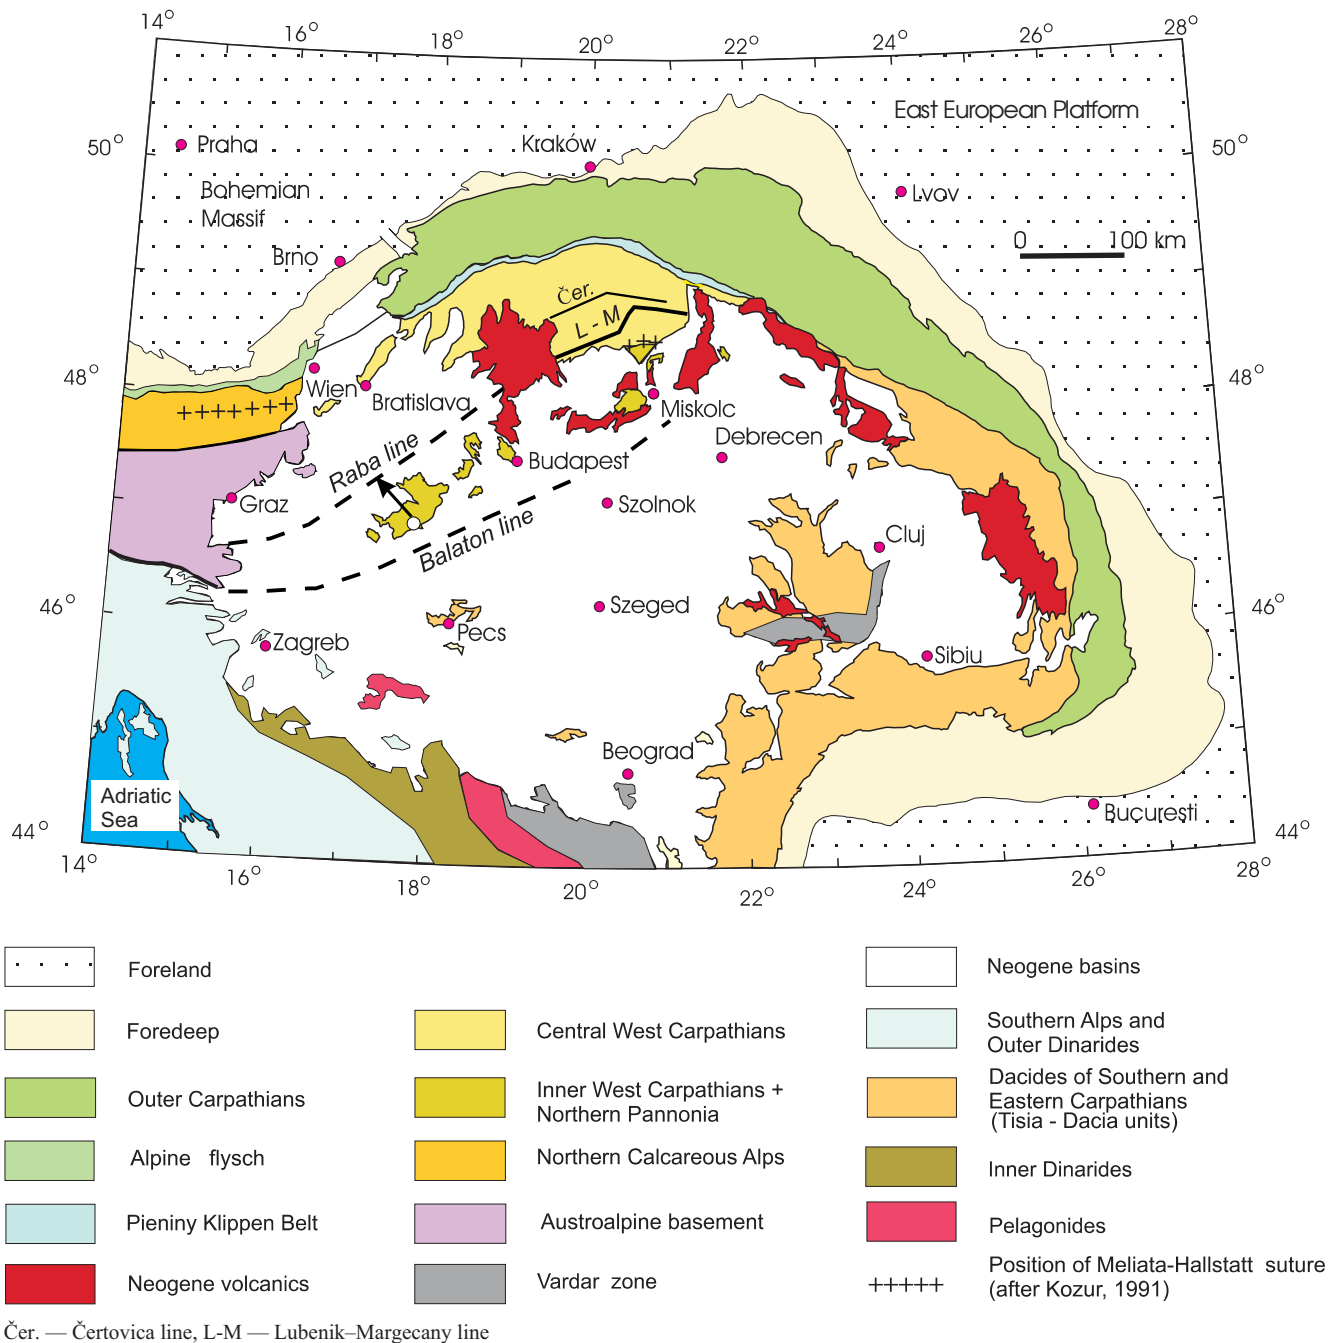 14°
16°
18°
20°
22°
24°
26°
28°
East European Platform
50°
Praha
Kraków
50°
Bohemian
Massif
Lvov
Brno
0 100 km
Čer.
L - M
48°
Wien
Bratislava
48°
Miskolc
Debrecen
Raba line
Budapest
Graz
Szolnok
Balaton line
Cluj
46°
Szeged
46°
Pecs
Zagreb
Sibiu
Beograd
Adriatic
Sea
Bucureşti
44°
44°
14°
16°
18°
20°
22°
24°
26°
28°
Foreland
Foredeep
Outer Carpathians
Alpine flysch
Pieniny Klippen Belt
Neogene volcanics
Central West Carpathians
Inner West Carpathians +
Northern Pannonia
Northern Calcareous Alps
Austroalpine basement
Vardar zone
Neogene basins
Southern Alps and
Outer Dinarides
Dacides of Southern and
Eastern Carpathians
(Tisia - Dacia units)
Inner Dinarides
Pelagonides
+++++
Position of Meliata-Hallstatt suture
(after Kozur, 1991)
Čer. — Čertovica line, L-M — Lubenik–Margecany line